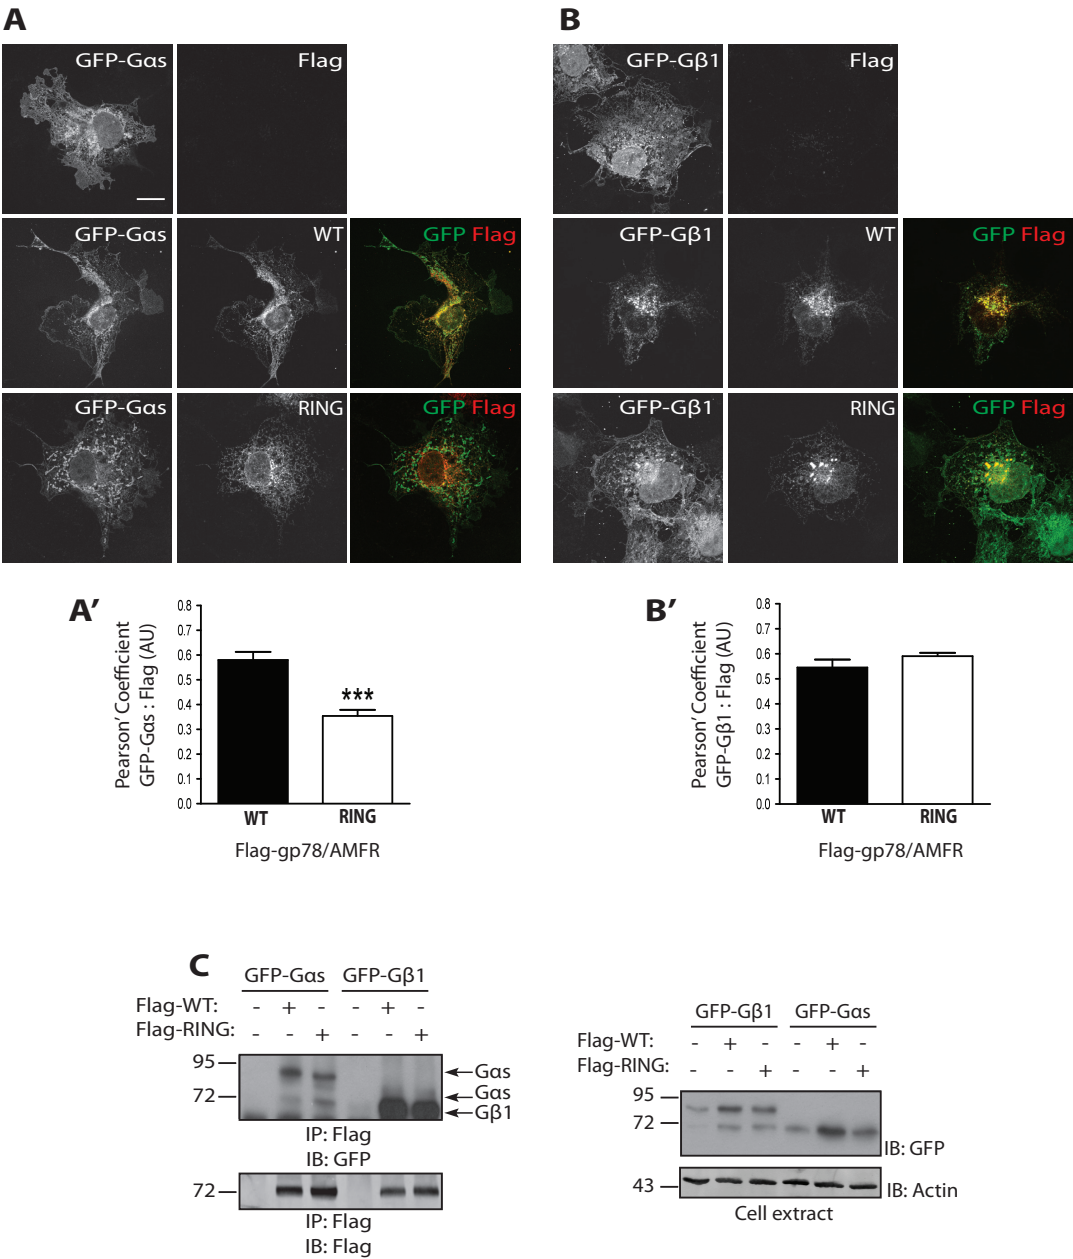 A
GFP-Gαs
Flag
GFP-Gαs
WT
GFP Flag
GFP-Gαs
RING
GFP Flag
B
GFP-Gβ1
Flag
GFP-Gβ1
WT
GFP Flag
GFP-Gβ1
RING
GFP Flag
A'
Pearson' Coefficient
GFP-Gαs : Flag (AU)
0.8
0.7
0.6
0.5
0.4
0.3
0.2
0.1
0.0
***
WT RING
Flag-gp78/AMFR
B'
Pearson' Coefficient
GFP-Gβ1 : Flag (AU)
0.8
0.7
0.6
0.5
0.4
0.3
0.2
0.1
0.0
WT RING
Flag-gp78/AMFR
C
GFP-Gαs GFP-Gβ1
Flag-WT: - + - - + -
Flag-RING: - - + - - +
95
72
Gαs
Gαs
Gβ1
IP: Flag
IB: GFP
72
IP: Flag
IB: Flag
GFP-Gβ1 GFP-Gαs
Flag-WT: - + - - + -
Flag-RING: - - + - - +
95
72
IB: GFP
43
IB: Actin
Cell extract